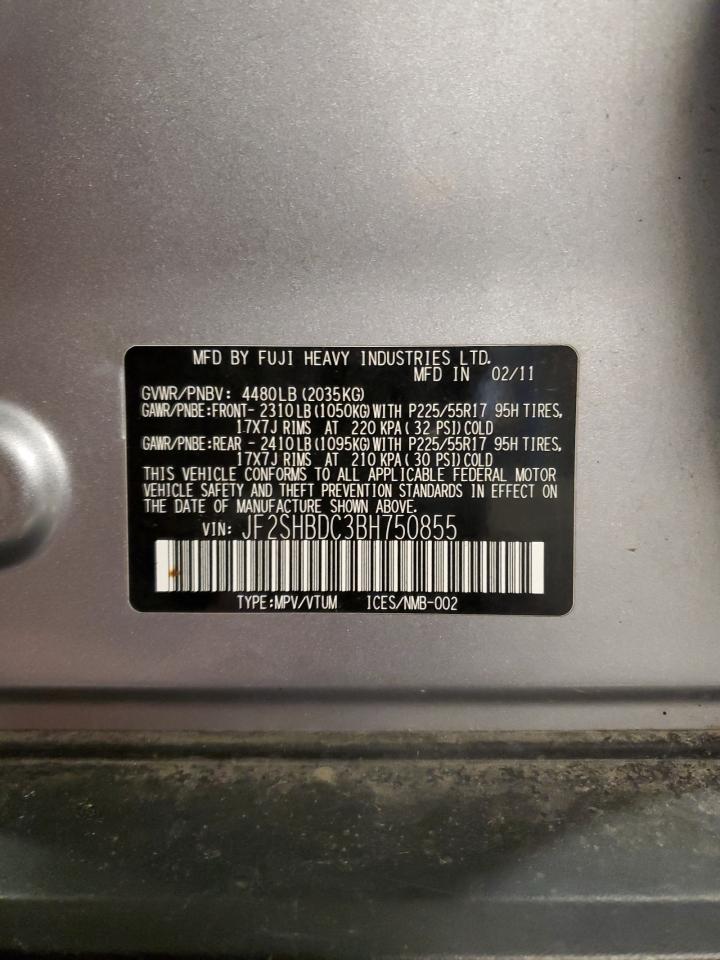 MFD BY FUJI HEAVY INDUSTRIES LTD.
MFD IN 02/11
GVWR/PNBV: 4480LB (2035KG)
GAWR/PNBE:FRONT- 2310LB (1050KG) WITH P225/55R17 95H TIRES,
17X7J RIMS AT 220 KPA (32 PSI) COLD
GAWR/PNBE:REAR - 2410LB (1095KG) WITH P225/55R17 95H TIRES,
17X7J RIMS AT 210 KPA (30 PSI) COLD
THIS VEHICLE CONFORMS TO ALL APPLICABLE FEDERAL MOTOR
VEHICLE SAFETY AND THEFT PREVENTION STANDARDS IN EFFECT ON
THE DATE OF MANUFACTURE SHOWN ABOVE.
VIN: JF2SHBDC3BH750855
TYPE:MPV/VTUM ICES/NMB-002